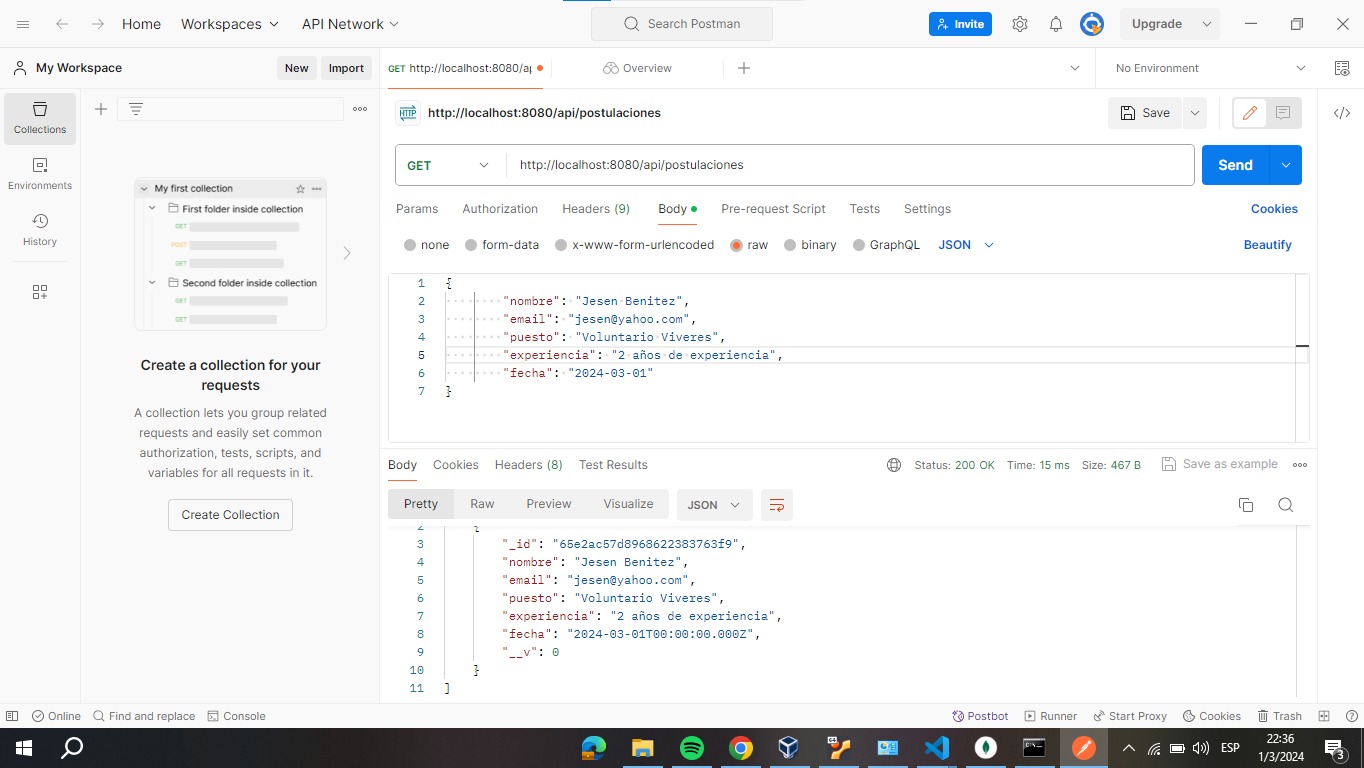 Home Workspaces API Network Search Postman Invite Upgrade
My Workspace New Import GET http://localhost:8080/ap Overview No Environment
Collections
Environments
History
My first collection
First folder inside collection
GET
POST
GET
Second folder inside collection
GET
GET
Create a collection for your
requests
A collection lets you group related
requests and easily set common
authorization, tests, scripts, and
variables for all requests in it.
Create Collection
HTTP http://localhost:8080/api/postulaciones Save
GET http://localhost:8080/api/postulaciones Send
Params Authorization Headers (9) Body Pre-request Script Tests Settings Cookies
none form-data x-www-form-urlencoded raw binary GraphQL JSON Beautify
1 {
2 "nombre": "Jesen Benitez",
3 "email": "jesen@yahoo.com",
4 "puesto": "Voluntario Viveres",
5 "experiencia": "2 años de experiencia",
6 "fecha": "2024-03-01"
7 }
Body Cookies Headers (8) Test Results Status: 200 OK Time: 15 ms Size: 467 B Save as example
Pretty Raw Preview Visualize JSON
2 {
3 "_id": "65e2ac57d8968622383763f9",
4 "nombre": "Jesen Benitez",
5 "email": "jesen@yahoo.com",
6 "puesto": "Voluntario Viveres",
7 "experiencia": "2 años de experiencia",
8 "fecha": "2024-03-01T00:00:00.000Z",
9 "__v": 0
10 }
11 ]
Online Find and replace Console Postbot Runner Start Proxy Cookies Trash
ESP 22:36
1/3/2024 3